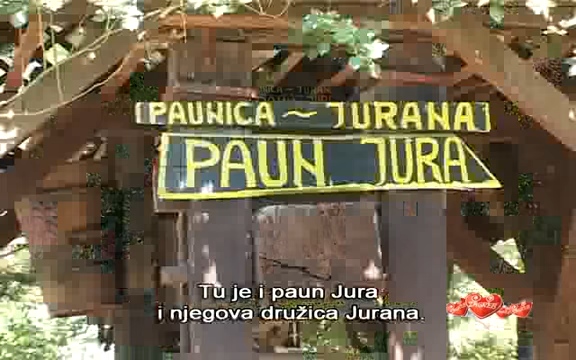 PAUNICA ~ JURANA
PAUN JURA
Tu je i paun Jura
i njegova družica Jurana.